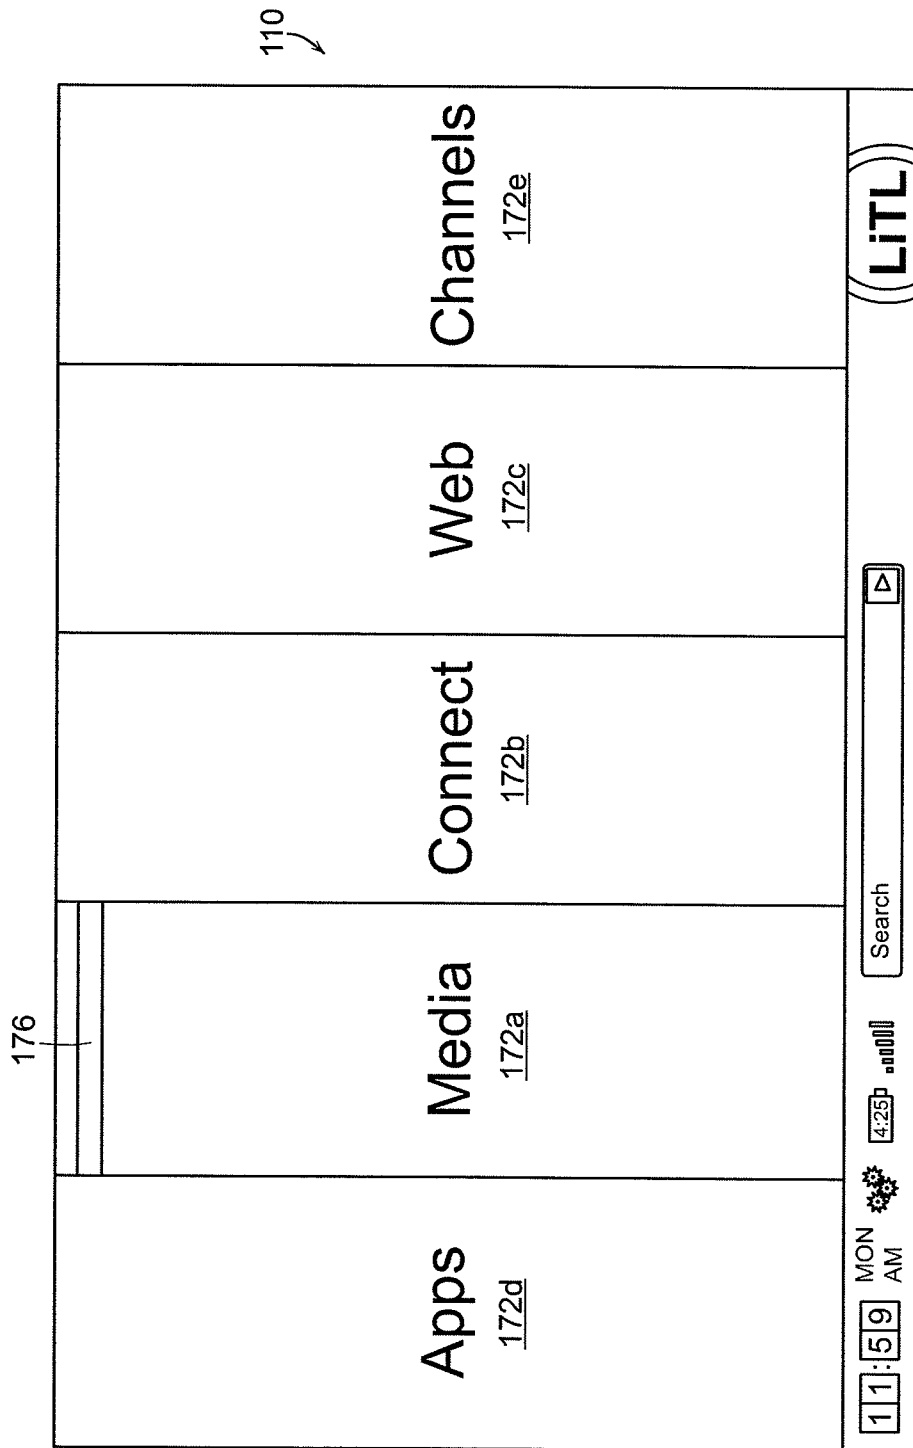 110
176
Apps
172d
Media
172a
Connect
172b
Web
172c
Channels
172e
11:59
MON
AM
4:25
Search
LiTL